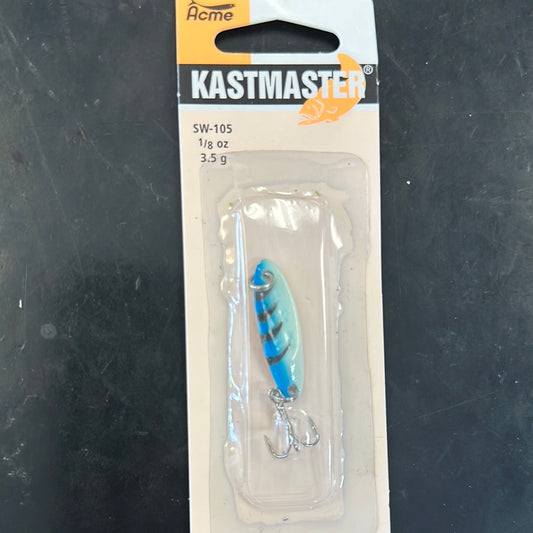 Acme
KASTMASTER®
SW-105
1/8 oz
3.5 g